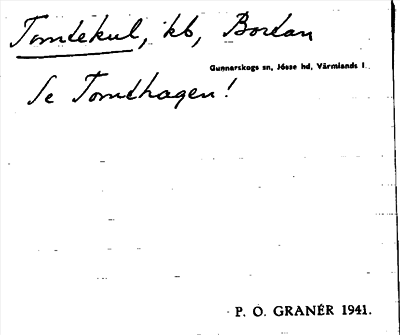 Tomtekul, kb, Bortan
Gunnarskogs sn, Jösse hd, Värmlands l.
Se Tomthagen!
P. O. GRANÉR 1941.